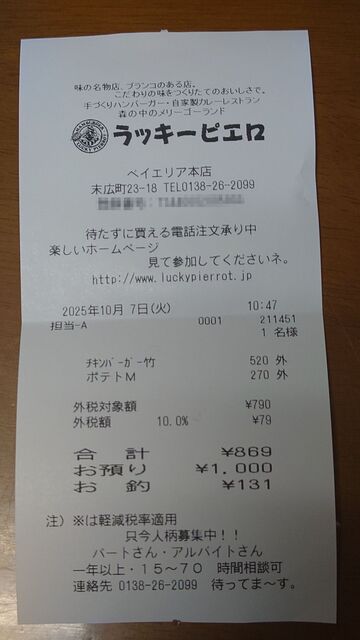 味の名物店、ブランコのある店。
こだわりの味をつくりたてのおいしさで。
手づくりハンバーガー・自家製カレーレストラン
森の中のメリーゴーランド
LUCKY PIERROT
ラッキーピエロ
ベイエリア本店
末広町23-18 TEL0138-26-2099
待たずに買える電話注文承り中
楽しいホームページ
見て参加してくださいネ。
http://www.luckypierrot.jp
2025年10月 7日(火) 10:47
担当-A 0001 211451
1 名様
ﾁｷﾝﾊﾞｰｶﾞｰ竹 520 外
ポテトM 270 外
外税対象額 ¥790
外税額 10.0% ¥79
合 計 ¥869
お預り ¥1,000
お 釣 ¥131
注）※は軽減税率適用
只今人柄募集中！！
パートさん・アルバイトさん
一年以上・15～70 時間相談可
連絡先 0138-26-2099 待ってま～す。